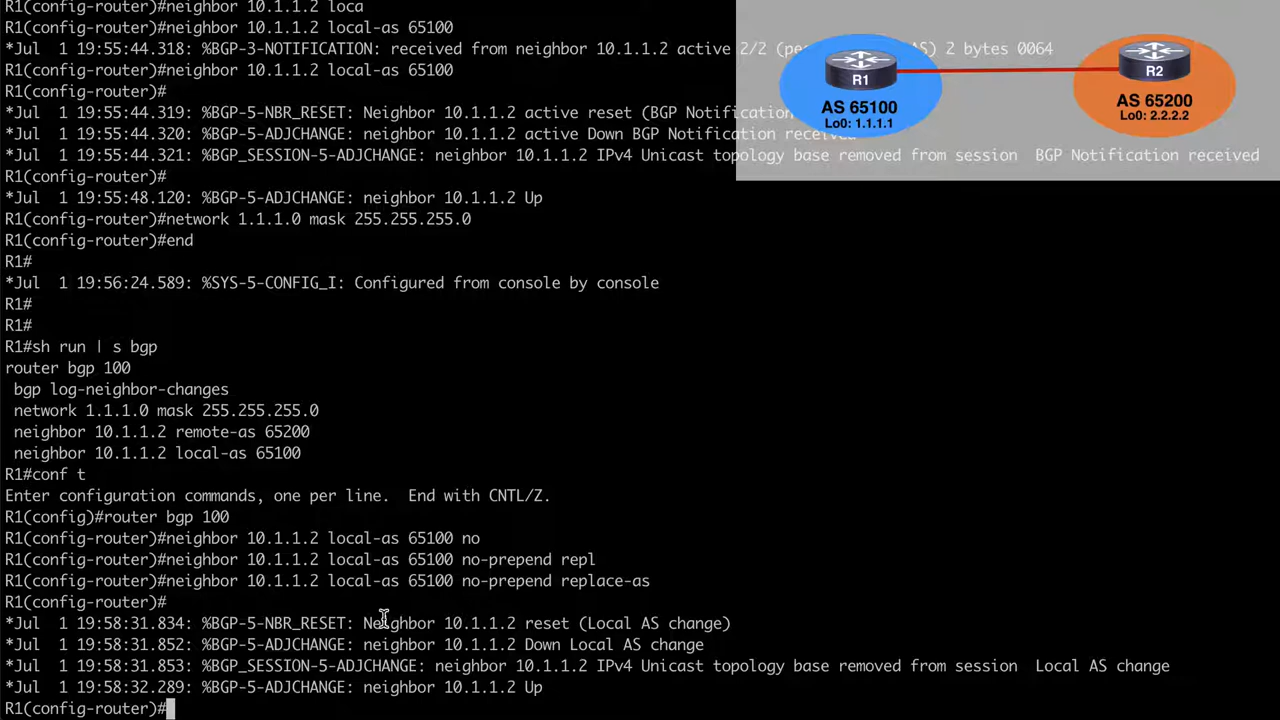 R1(config-router)#neighbor 10.1.1.2 loca
R1(config-router)#neighbor 10.1.1.2 local-as 65100
*Jul  1 19:55:44.318: %BGP-3-NOTIFICATION: received from neighbor 10.1.1.2 active 2/2 (pe AS) 2 bytes 0064
R1(config-router)#neighbor 10.1.1.2 local-as 65100
R1(config-router)#
*Jul  1 19:55:44.319: %BGP-5-NBR_RESET: Neighbor 10.1.1.2 active reset (BGP Notification
*Jul  1 19:55:44.320: %BGP-5-ADJCHANGE: neighbor 10.1.1.2 active Down BGP Notification received
*Jul  1 19:55:44.321: %BGP_SESSION-5-ADJCHANGE: neighbor 10.1.1.2 IPv4 Unicast topology base removed from session  BGP Notification received
R1(config-router)#
*Jul  1 19:55:48.120: %BGP-5-ADJCHANGE: neighbor 10.1.1.2 Up
R1(config-router)#network 1.1.1.0 mask 255.255.255.0
R1(config-router)#end
R1#
*Jul  1 19:56:24.589: %SYS-5-CONFIG_I: Configured from console by console
R1#
R1#
R1#sh run | s bgp
router bgp 100
 bgp log-neighbor-changes
 network 1.1.1.0 mask 255.255.255.0
 neighbor 10.1.1.2 remote-as 65200
 neighbor 10.1.1.2 local-as 65100
R1#conf t
Enter configuration commands, one per line.  End with CNTL/Z.
R1(config)#router bgp 100
R1(config-router)#neighbor 10.1.1.2 local-as 65100 no
R1(config-router)#neighbor 10.1.1.2 local-as 65100 no-prepend repl
R1(config-router)#neighbor 10.1.1.2 local-as 65100 no-prepend replace-as
R1(config-router)#
*Jul  1 19:58:31.834: %BGP-5-NBR_RESET: Neighbor 10.1.1.2 reset (Local AS change)
*Jul  1 19:58:31.852: %BGP-5-ADJCHANGE: neighbor 10.1.1.2 Down Local AS change
*Jul  1 19:58:31.853: %BGP_SESSION-5-ADJCHANGE: neighbor 10.1.1.2 IPv4 Unicast topology base removed from session  Local AS change
*Jul  1 19:58:32.289: %BGP-5-ADJCHANGE: neighbor 10.1.1.2 Up
R1(config-router)#
R1
AS 65100
Lo0: 1.1.1.1
R2
AS 65200
Lo0: 2.2.2.2